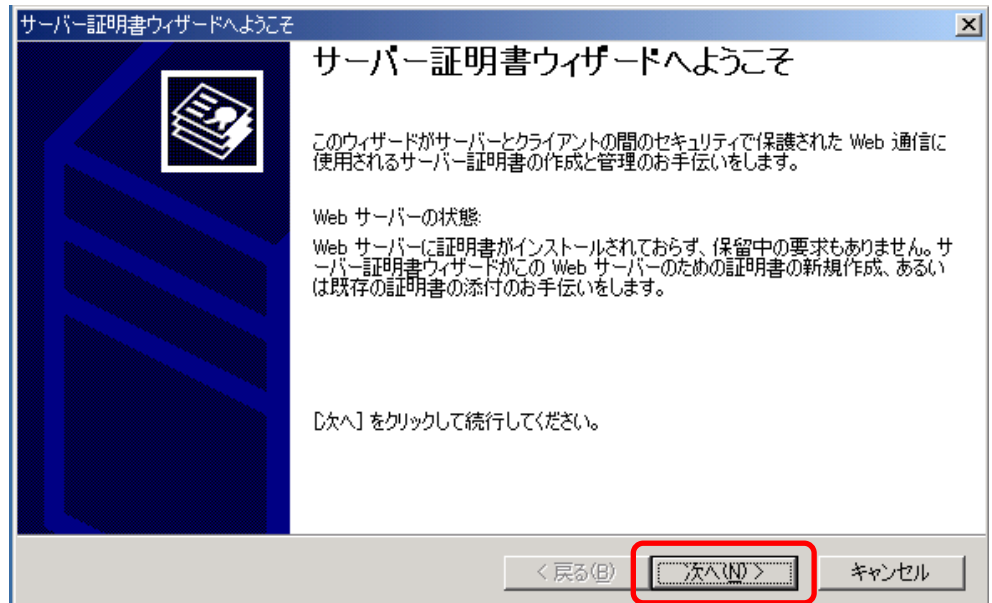 サーバー証明書ウィザードへようこそ
サーバー証明書ウィザードへようこそ
このウィザードがサーバーとクライアントの間のセキュリティで保護された Web 通信に
使用されるサーバー証明書の作成と管理のお手伝いをします。
Web サーバーの状態:
Web サーバーに証明書がインストールされておらず、保留中の要求もありません。サ
ーバー証明書ウィザードがこの Web サーバーのための証明書の新規作成、あるい
は既存の証明書の添付のお手伝いをします。
[次へ] をクリックして続行してください。
< 戻る(B) 次へ(N) > キャンセル